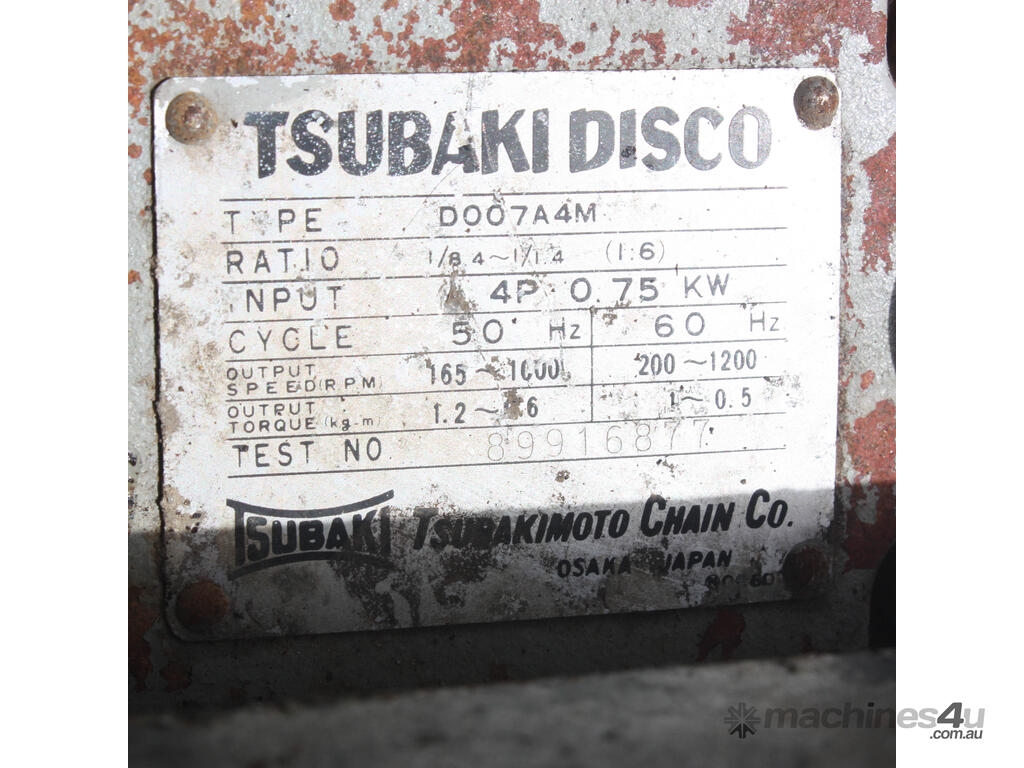 TSUBAKI DISCO
TYPE D007A4M
RATIO 1/8.4~1/1.4 (1:6)
INPUT 4P 0.75 KW
CYCLE 50 Hz 60 Hz
OUTPUT SPEED(RPM) 165~1000 200~1200
OUTPUT TORQUE(kg-m) 1.2~ 1~0.5
TEST NO 89916877
TSUBAKI TSUBAKIMOTO CHAIN CO.
OSAKA JAPAN
machines4u
.com.au